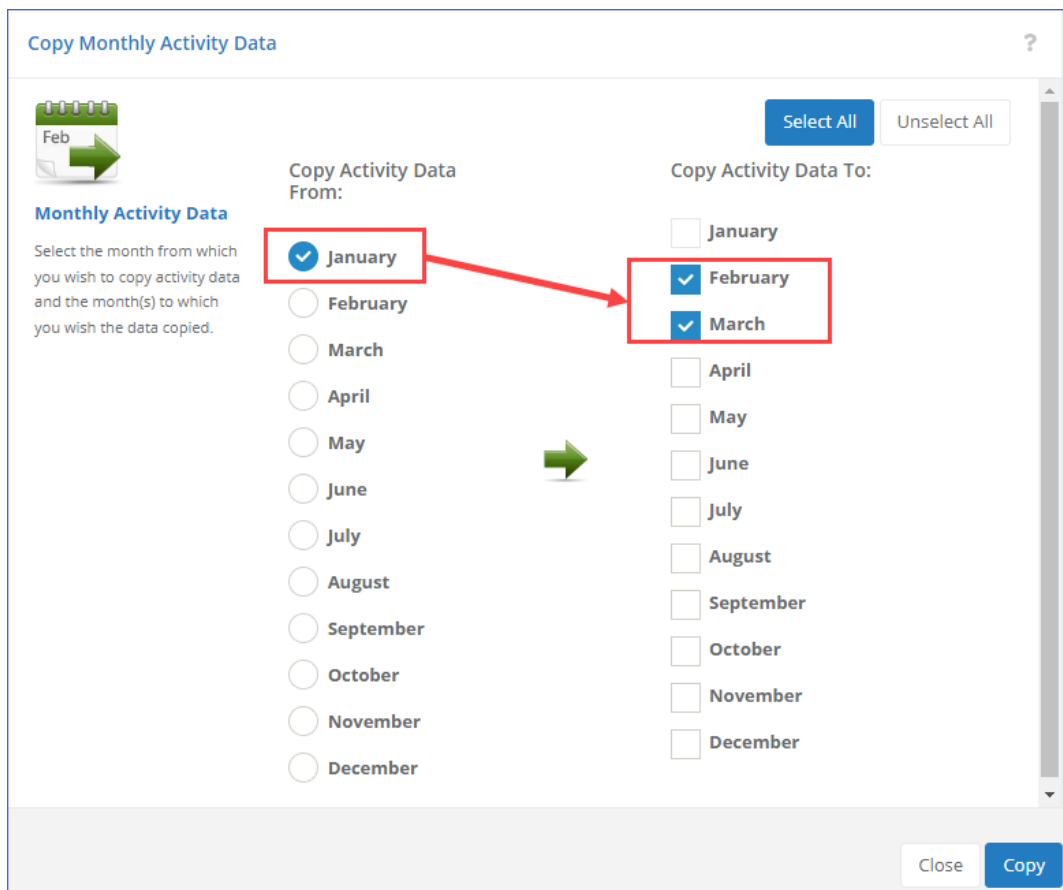 Copy Monthly Activity Data
?
Feb
Monthly Activity Data
Select the month from which
you wish to copy activity data
and the month(s) to which
you wish the data copied.
Select All
Unselect All
Copy Activity Data
From:
January
February
March
April
May
June
July
August
September
October
November
December
Copy Activity Data To:
January
February
March
April
May
June
July
August
September
October
November
December
Close
Copy